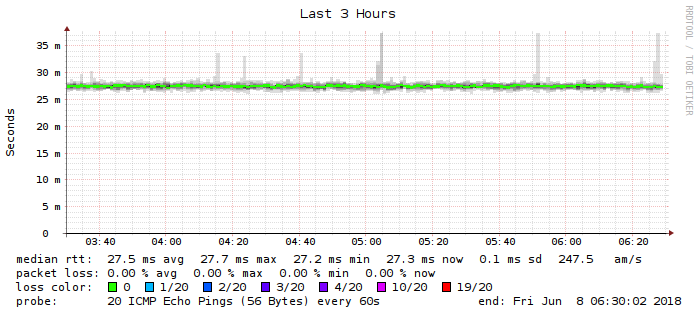 Last 3 Hours
RRDTOOL / TOBI OETIKER
Seconds
35 m
30 m
25 m
20 m
15 m
10 m
5 m
0
03:40 04:00 04:20 04:40 05:00 05:20 05:40 06:00 06:20
median rtt: 27.5 ms avg 27.7 ms max 27.2 ms min 27.3 ms now 0.1 ms sd 247.5 am/s
packet loss: 0.00 % avg 0.00 % max 0.00 % min 0.00 % now
loss color: 0 1/20 2/20 3/20 4/20 10/20 19/20
probe: 20 ICMP Echo Pings (56 Bytes) every 60s end: Fri Jun 8 06:30:02 2018